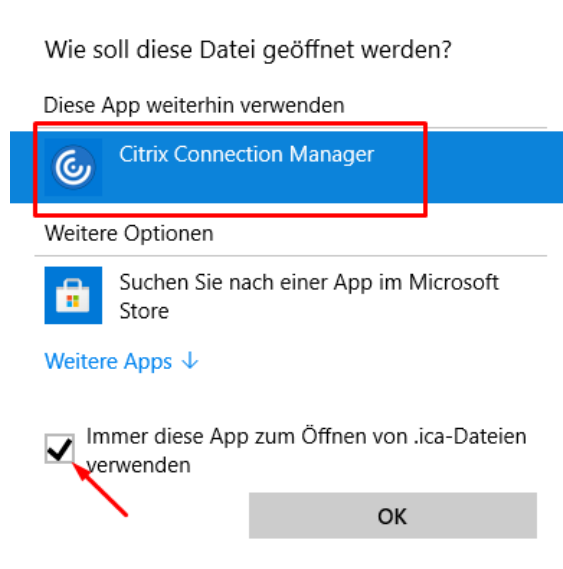 Wie soll diese Datei geöffnet werden?
Diese App weiterhin verwenden
Citrix Connection Manager
Weitere Optionen
Suchen Sie nach einer App im Microsoft
Store
Weitere Apps ↓
Immer diese App zum Öffnen von .ica-Dateien
verwenden
OK